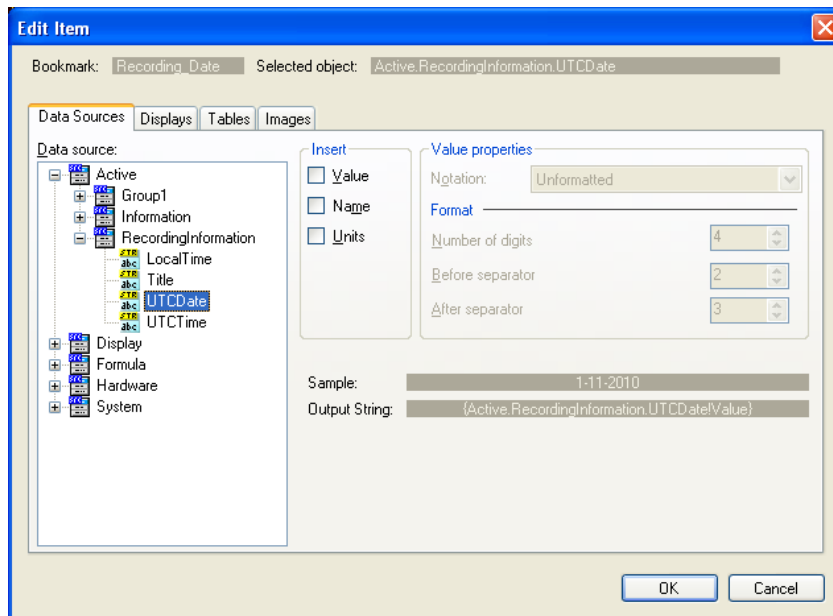 Edit Item
Bookmark: Recording_Date Selected object: Active.RecordingInformation.UTCDate
Data Sources Displays Tables Images
Data source:
Active
Group1
Information
RecordingInformation
LocalTime
Title
UTCDate
UTCTime
Display
Formula
Hardware
System
Insert
Value
Name
Units
Value properties
Notation: Unformatted
Format
Number of digits 4
Before separator 2
After separator 3
Sample: 1-11-2010
Output String: {Active.RecordingInformation.UTCDate!Value}
OK Cancel